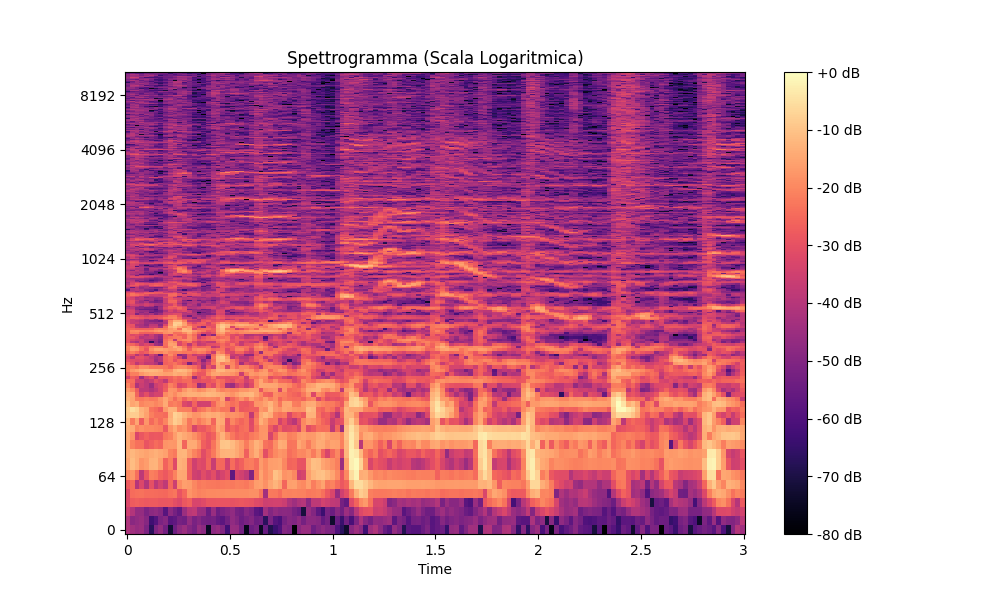 Spettrogramma (Scala Logaritmica)
Hz
8192
4096
2048
1024
512
256
128
64
0
0 0.5 1 1.5 2 2.5 3
Time
+0 dB
-10 dB
-20 dB
-30 dB
-40 dB
-50 dB
-60 dB
-70 dB
-80 dB